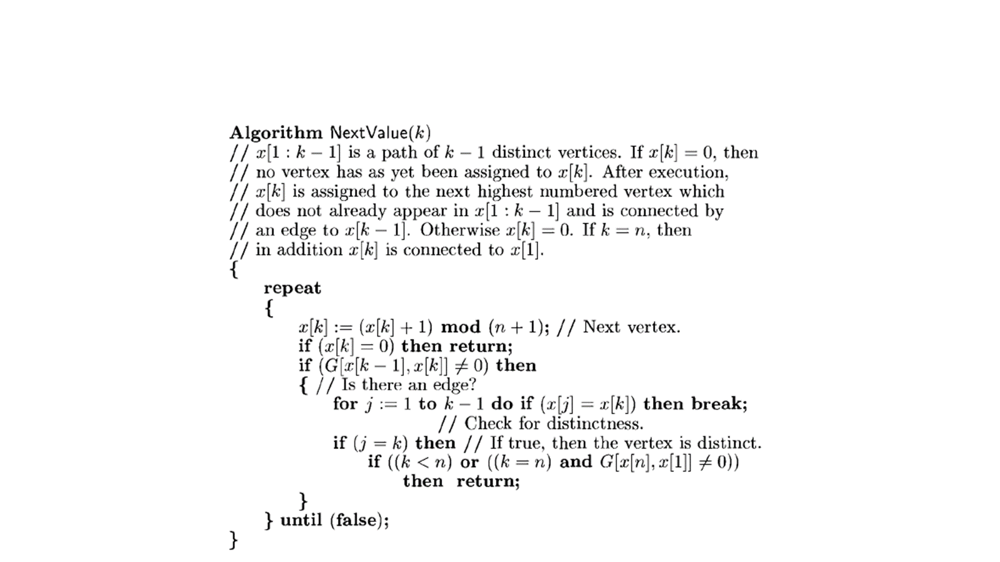 Algorithm NextValue(k)
// x[1 : k − 1] is a path of k − 1 distinct vertices. If x[k] = 0, then
// no vertex has as yet been assigned to x[k]. After execution,
// x[k] is assigned to the next highest numbered vertex which
// does not already appear in x[1 : k − 1] and is connected by
// an edge to x[k − 1]. Otherwise x[k] = 0. If k = n, then
// in addition x[k] is connected to x[1].
{
repeat
{
x[k] := (x[k] + 1) mod (n + 1); // Next vertex.
if (x[k] = 0) then return;
if (G[x[k − 1], x[k]] ≠ 0) then
{ // Is there an edge?
for j := 1 to k − 1 do if (x[j] = x[k]) then break;
// Check for distinctness.
if (j = k) then // If true, then the vertex is distinct.
if ((k < n) or ((k = n) and G[x[n], x[1]] ≠ 0))
then return;
}
} until (false);
}